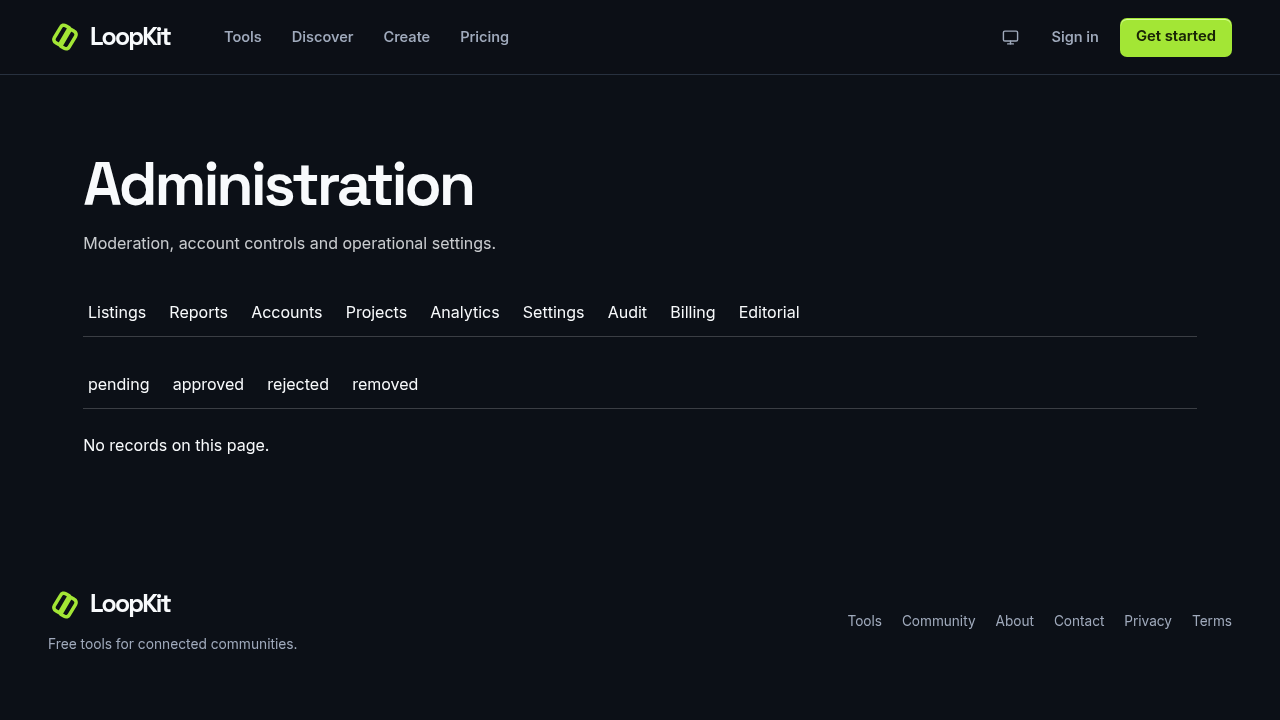 LoopKit Tools Discover Create Pricing Sign in Get started
Administration
Moderation, account controls and operational settings.
Listings Reports Accounts Projects Analytics Settings Audit Billing Editorial
pending approved rejected removed
No records on this page.
LoopKit
Free tools for connected communities.
Tools Community About Contact Privacy Terms